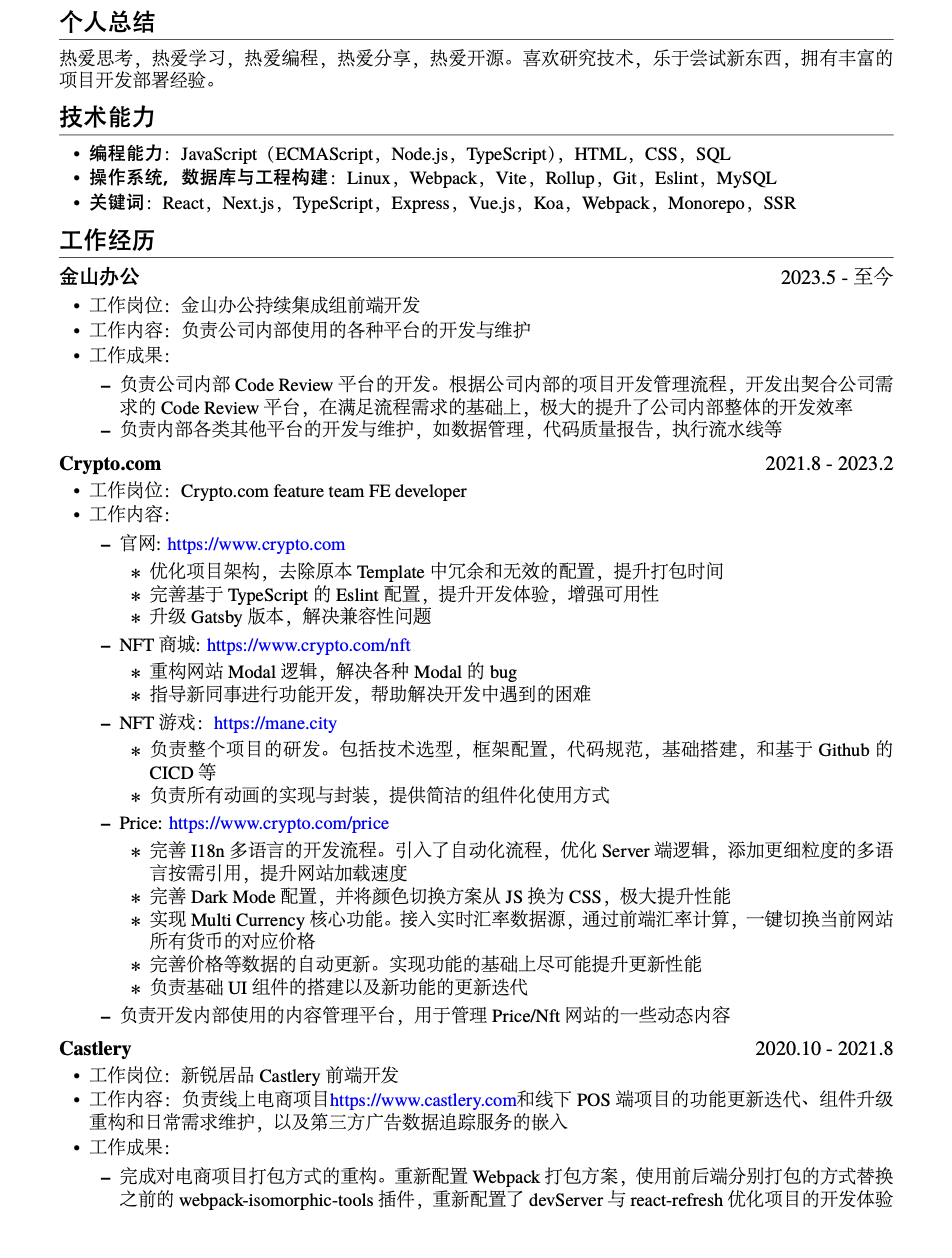 个人总结
热爱思考，热爱学习，热爱编程，热爱分享，热爱开源。喜欢研究技术，乐于尝试新东西，拥有丰富的
项目开发部署经验。
技术能力
• 编程能力：JavaScript（ECMAScript，Node.js，TypeScript），HTML，CSS，SQL
• 操作系统，数据库与工程构建：Linux，Webpack，Vite，Rollup，Git，Eslint，MySQL
• 关键词：React，Next.js，TypeScript，Express，Vue.js，Koa，Webpack，Monorepo，SSR
工作经历
金山办公 2023.5 - 至今
• 工作岗位：金山办公持续集成组前端开发
• 工作内容：负责公司内部使用的各种平台的开发与维护
• 工作成果：
– 负责公司内部 Code Review 平台的开发。根据公司内部的项目开发管理流程，开发出契合公司需
求的 Code Review 平台，在满足流程需求的基础上，极大的提升了公司内部整体的开发效率
– 负责内部各类其他平台的开发与维护，如数据管理，代码质量报告，执行流水线等
Crypto.com 2021.8 - 2023.2
• 工作岗位：Crypto.com feature team FE developer
• 工作内容：
– 官网: https://www.crypto.com
∗ 优化项目架构，去除原本 Template 中冗余和无效的配置，提升打包时间
∗ 完善基于 TypeScript 的 Eslint 配置，提升开发体验，增强可用性
∗ 升级 Gatsby 版本，解决兼容性问题
– NFT 商城: https://www.crypto.com/nft
∗ 重构网站 Modal 逻辑，解决各种 Modal 的 bug
∗ 指导新同事进行功能开发，帮助解决开发中遇到的困难
– NFT 游戏：https://mane.city
∗ 负责整个项目的研发。包括技术选型，框架配置，代码规范，基础搭建，和基于 Github 的
CICD 等
∗ 负责所有动画的实现与封装，提供简洁的组件化使用方式
– Price: https://www.crypto.com/price
∗ 完善 I18n 多语言的开发流程。引入了自动化流程，优化 Server 端逻辑，添加更细粒度的多语
言按需引用，提升网站加载速度
∗ 完善 Dark Mode 配置，并将颜色切换方案从 JS 换为 CSS，极大提升性能
∗ 实现 Multi Currency 核心功能。接入实时汇率数据源，通过前端汇率计算，一键切换当前网站
所有货币的对应价格
∗ 完善价格等数据的自动更新。实现功能的基础上尽可能提升更新性能
∗ 负责基础 UI 组件的搭建以及新功能的更新迭代
– 负责开发内部使用的内容管理平台，用于管理 Price/Nft 网站的一些动态内容
Castlery 2020.10 - 2021.8
• 工作岗位：新锐居品 Castlery 前端开发
• 工作内容：负责线上电商项目https://www.castlery.com和线下 POS 端项目的功能更新迭代、组件升级
重构和日常需求维护，以及第三方广告数据追踪服务的嵌入
• 工作成果：
– 完成对电商项目打包方式的重构。重新配置 Webpack 打包方案，使用前后端分别打包的方式替换
之前的 webpack-isomorphic-tools 插件，重新配置了 devServer 与 react-refresh 优化项目的开发体验